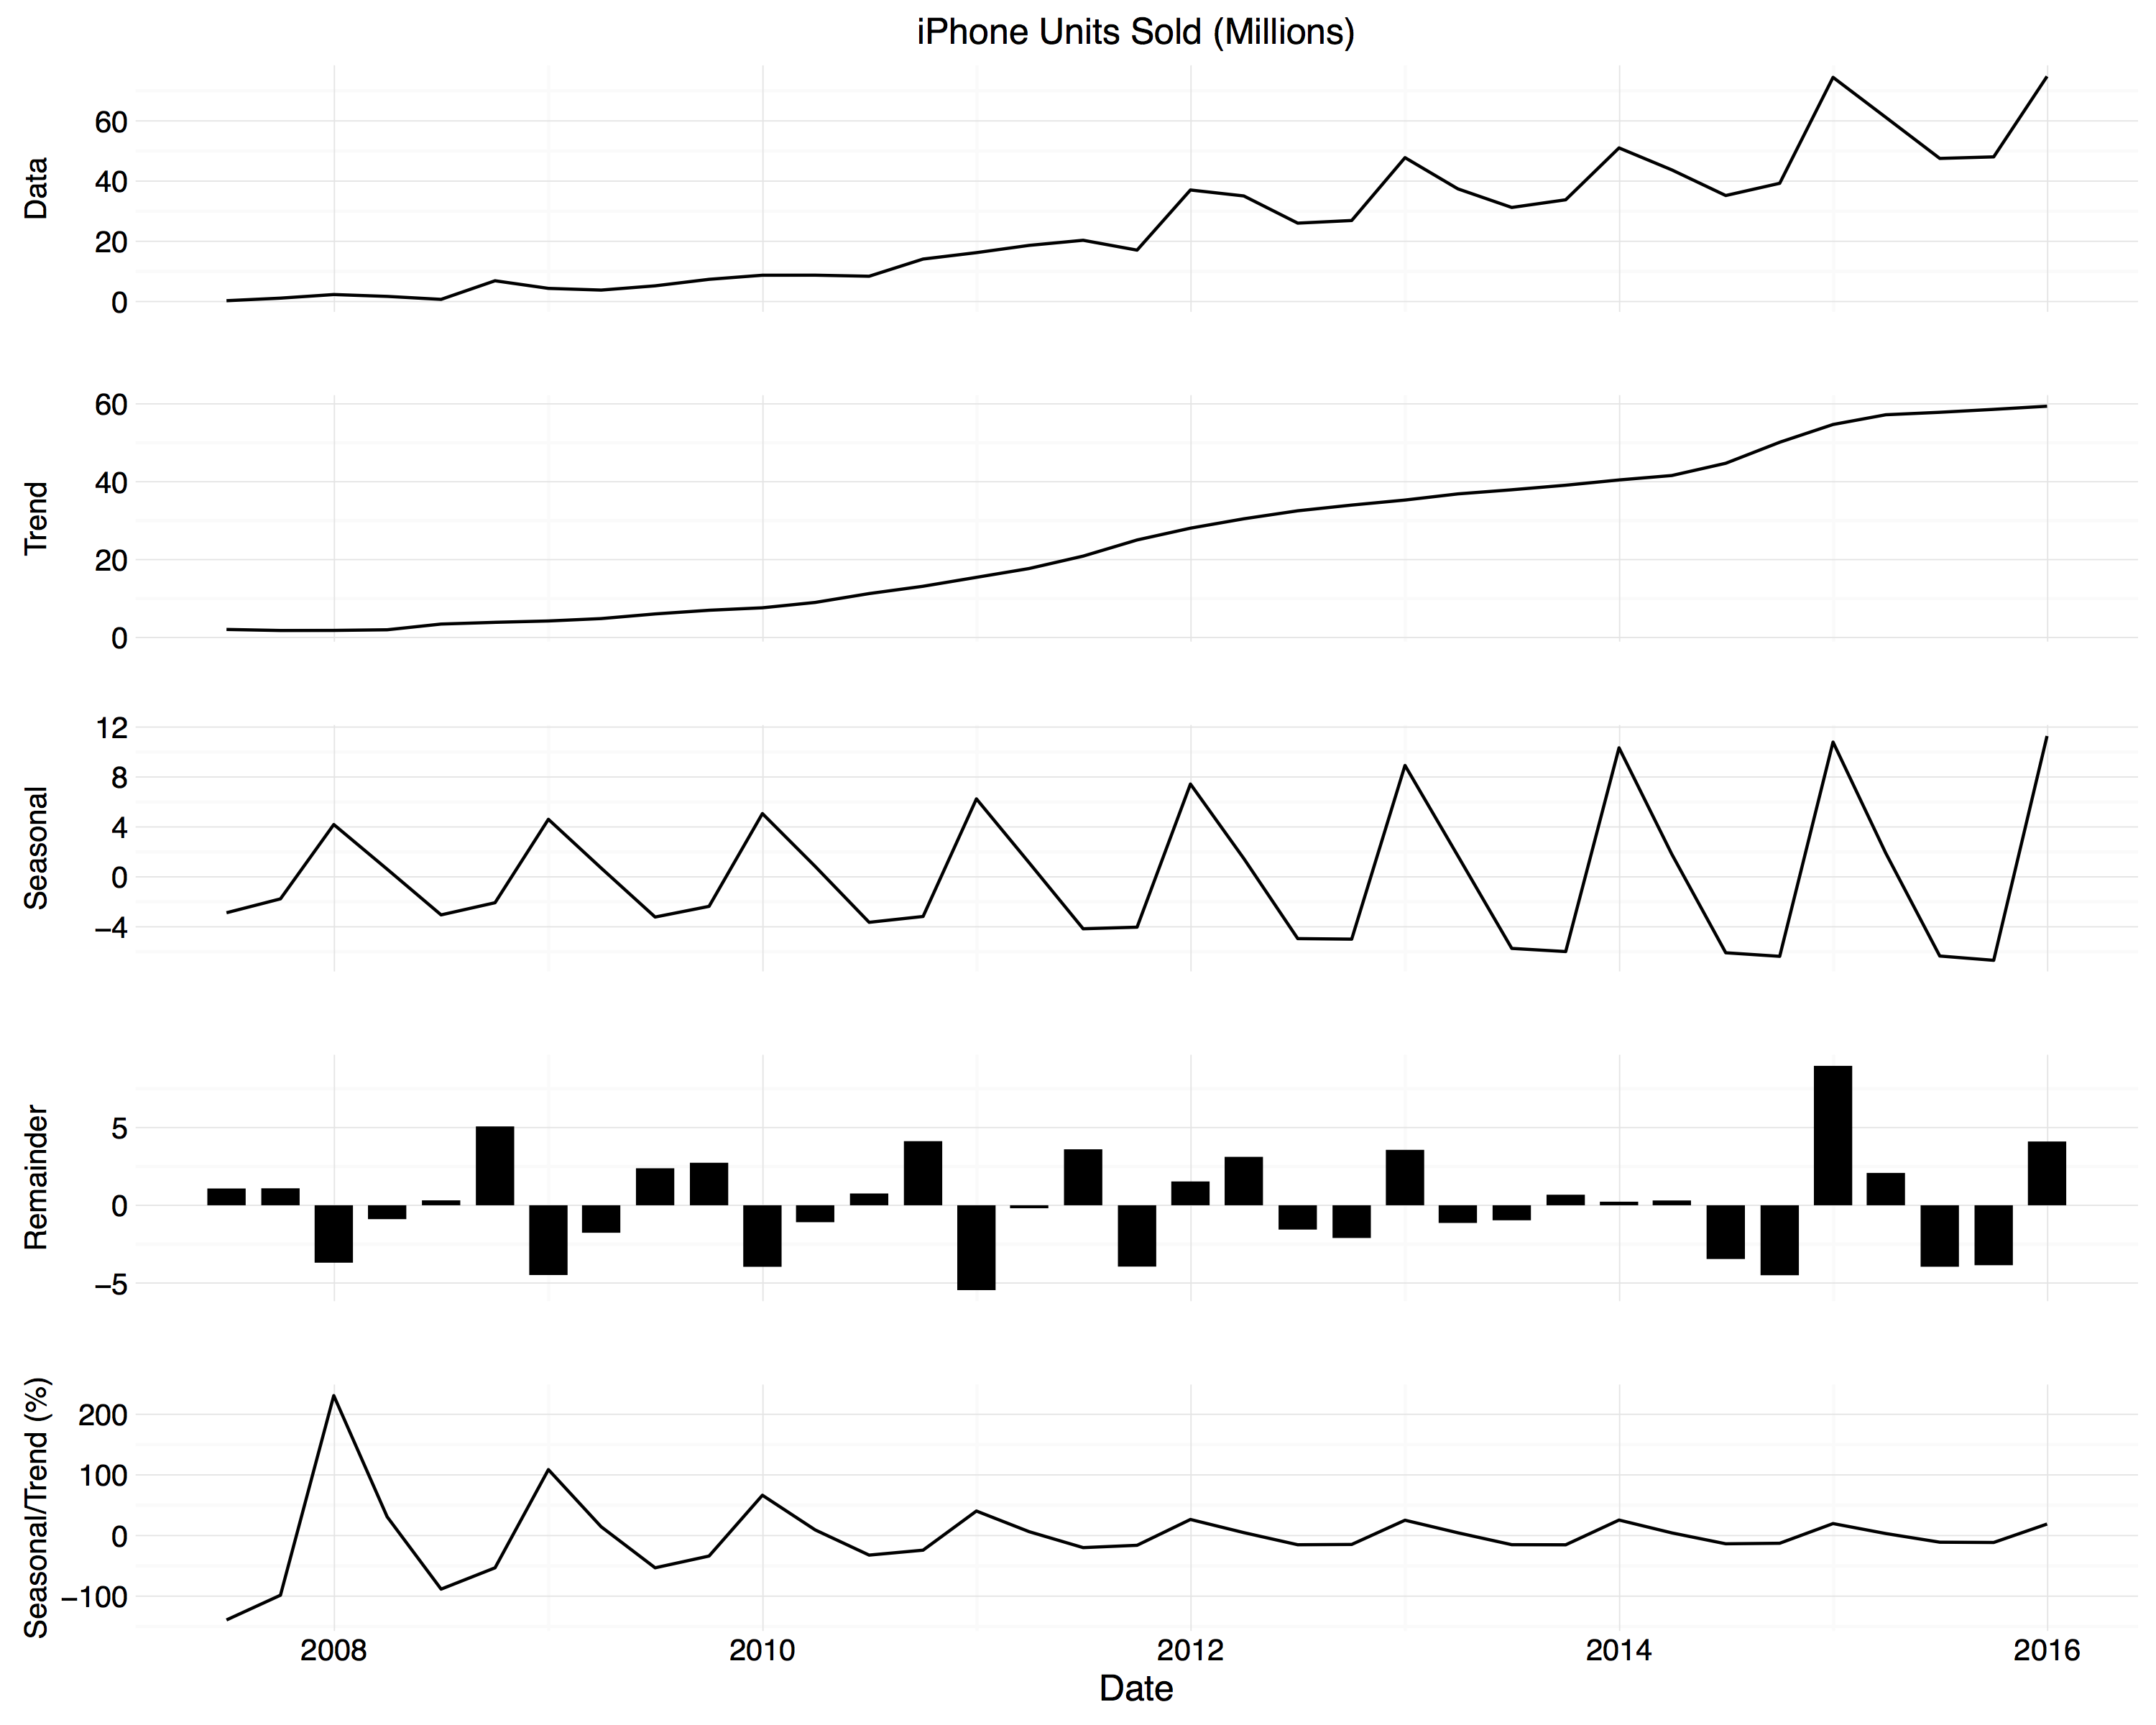 iPhone Units Sold (Millions)
Data
60
40
20
0
Trend
60
40
20
0
Seasonal
12
8
4
0
−4
Remainder
5
0
−5
Seasonal/Trend (%)
200
100
0
−100
2008 2010 2012 2014 2016
Date